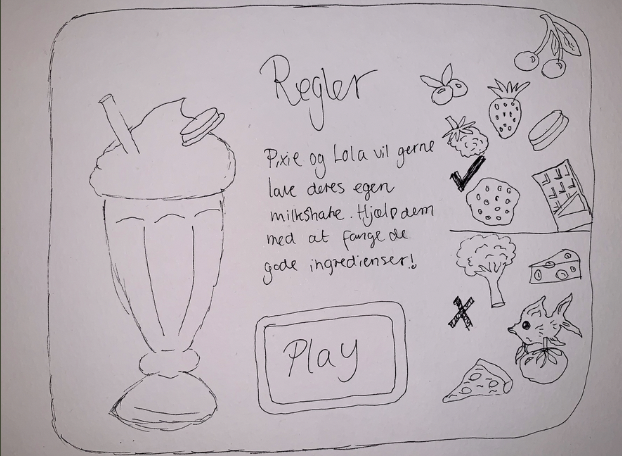 Regler
Pixie og Lola vil gerne
lave deres egen
milkshake. Hjælp dem
med at fange de
gode ingredienser!
Play